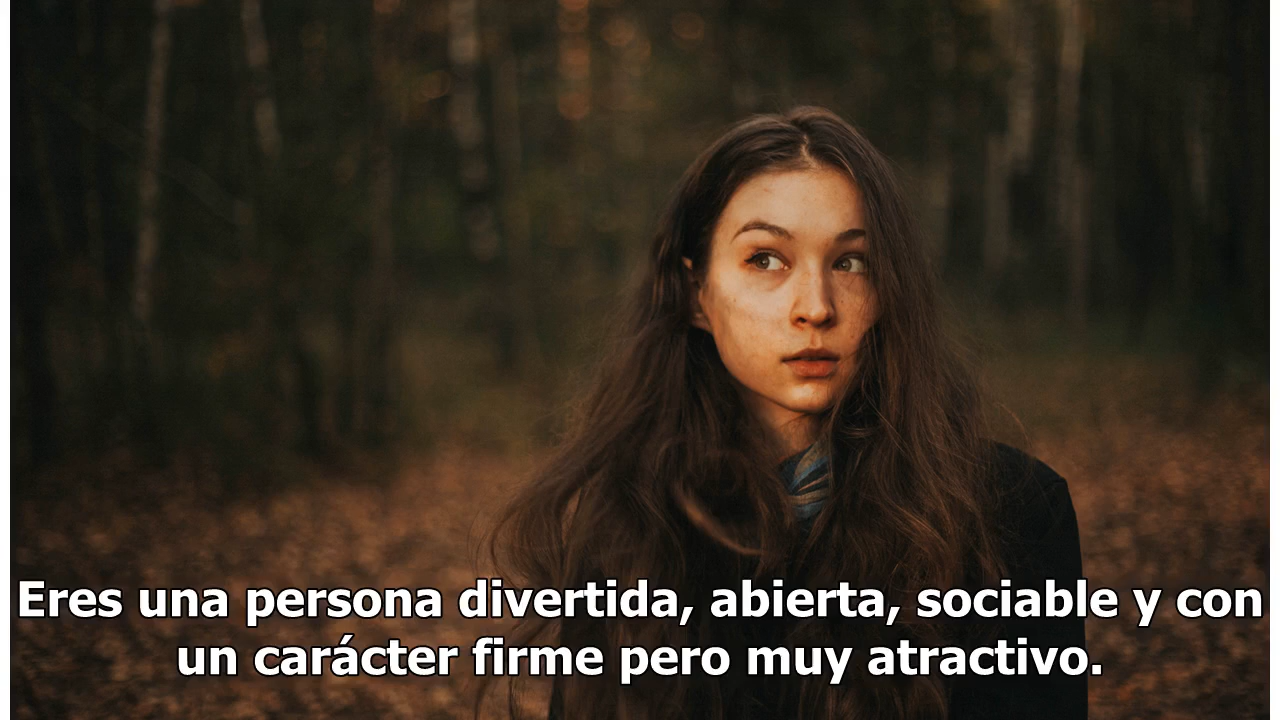 Eres una persona divertida, abierta, sociable y con
un carácter firme pero muy atractivo.